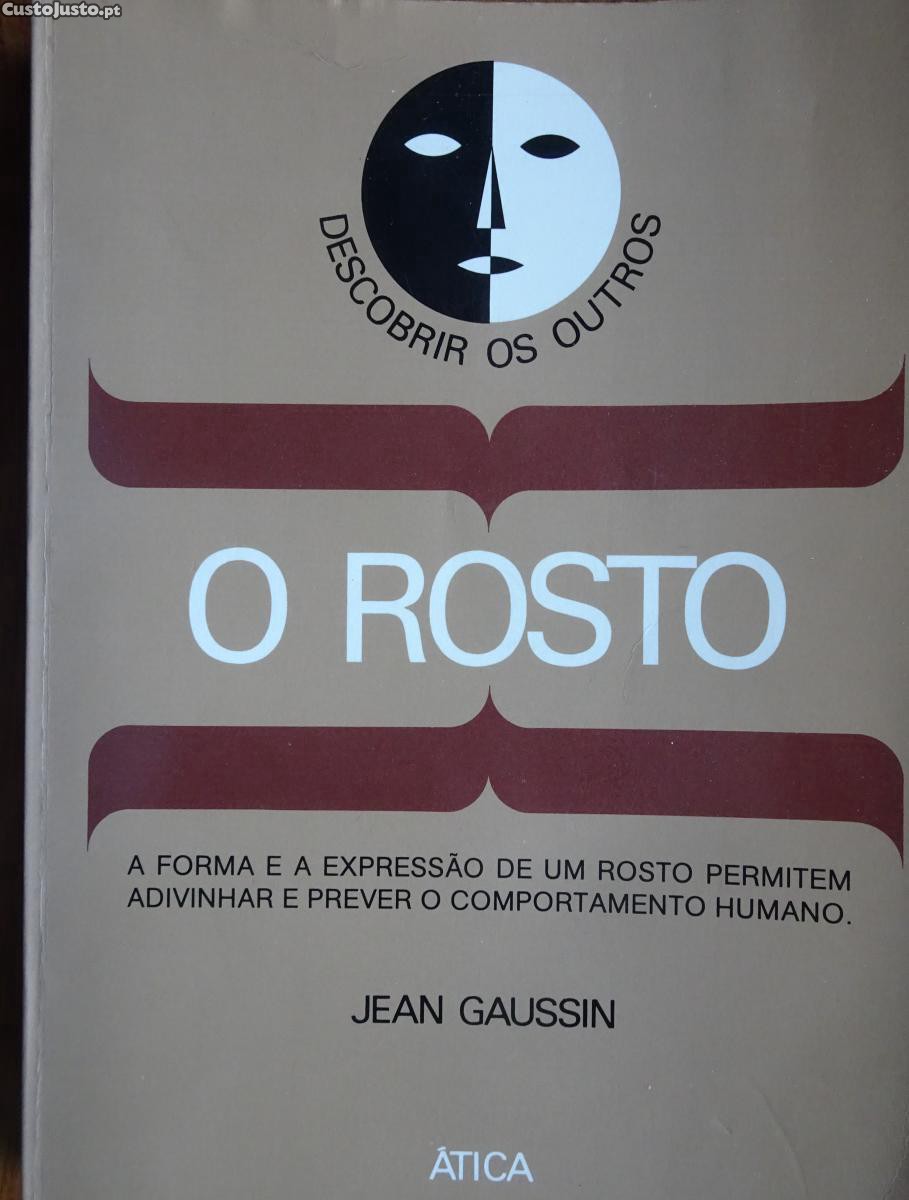 CustoJusto.pt
DESCOBRIR OS OUTROS
O ROSTO
A FORMA E A EXPRESSÃO DE UM ROSTO PERMITEM
ADIVINHAR E PREVER O COMPORTAMENTO HUMANO.
JEAN GAUSSIN
ÁTICA